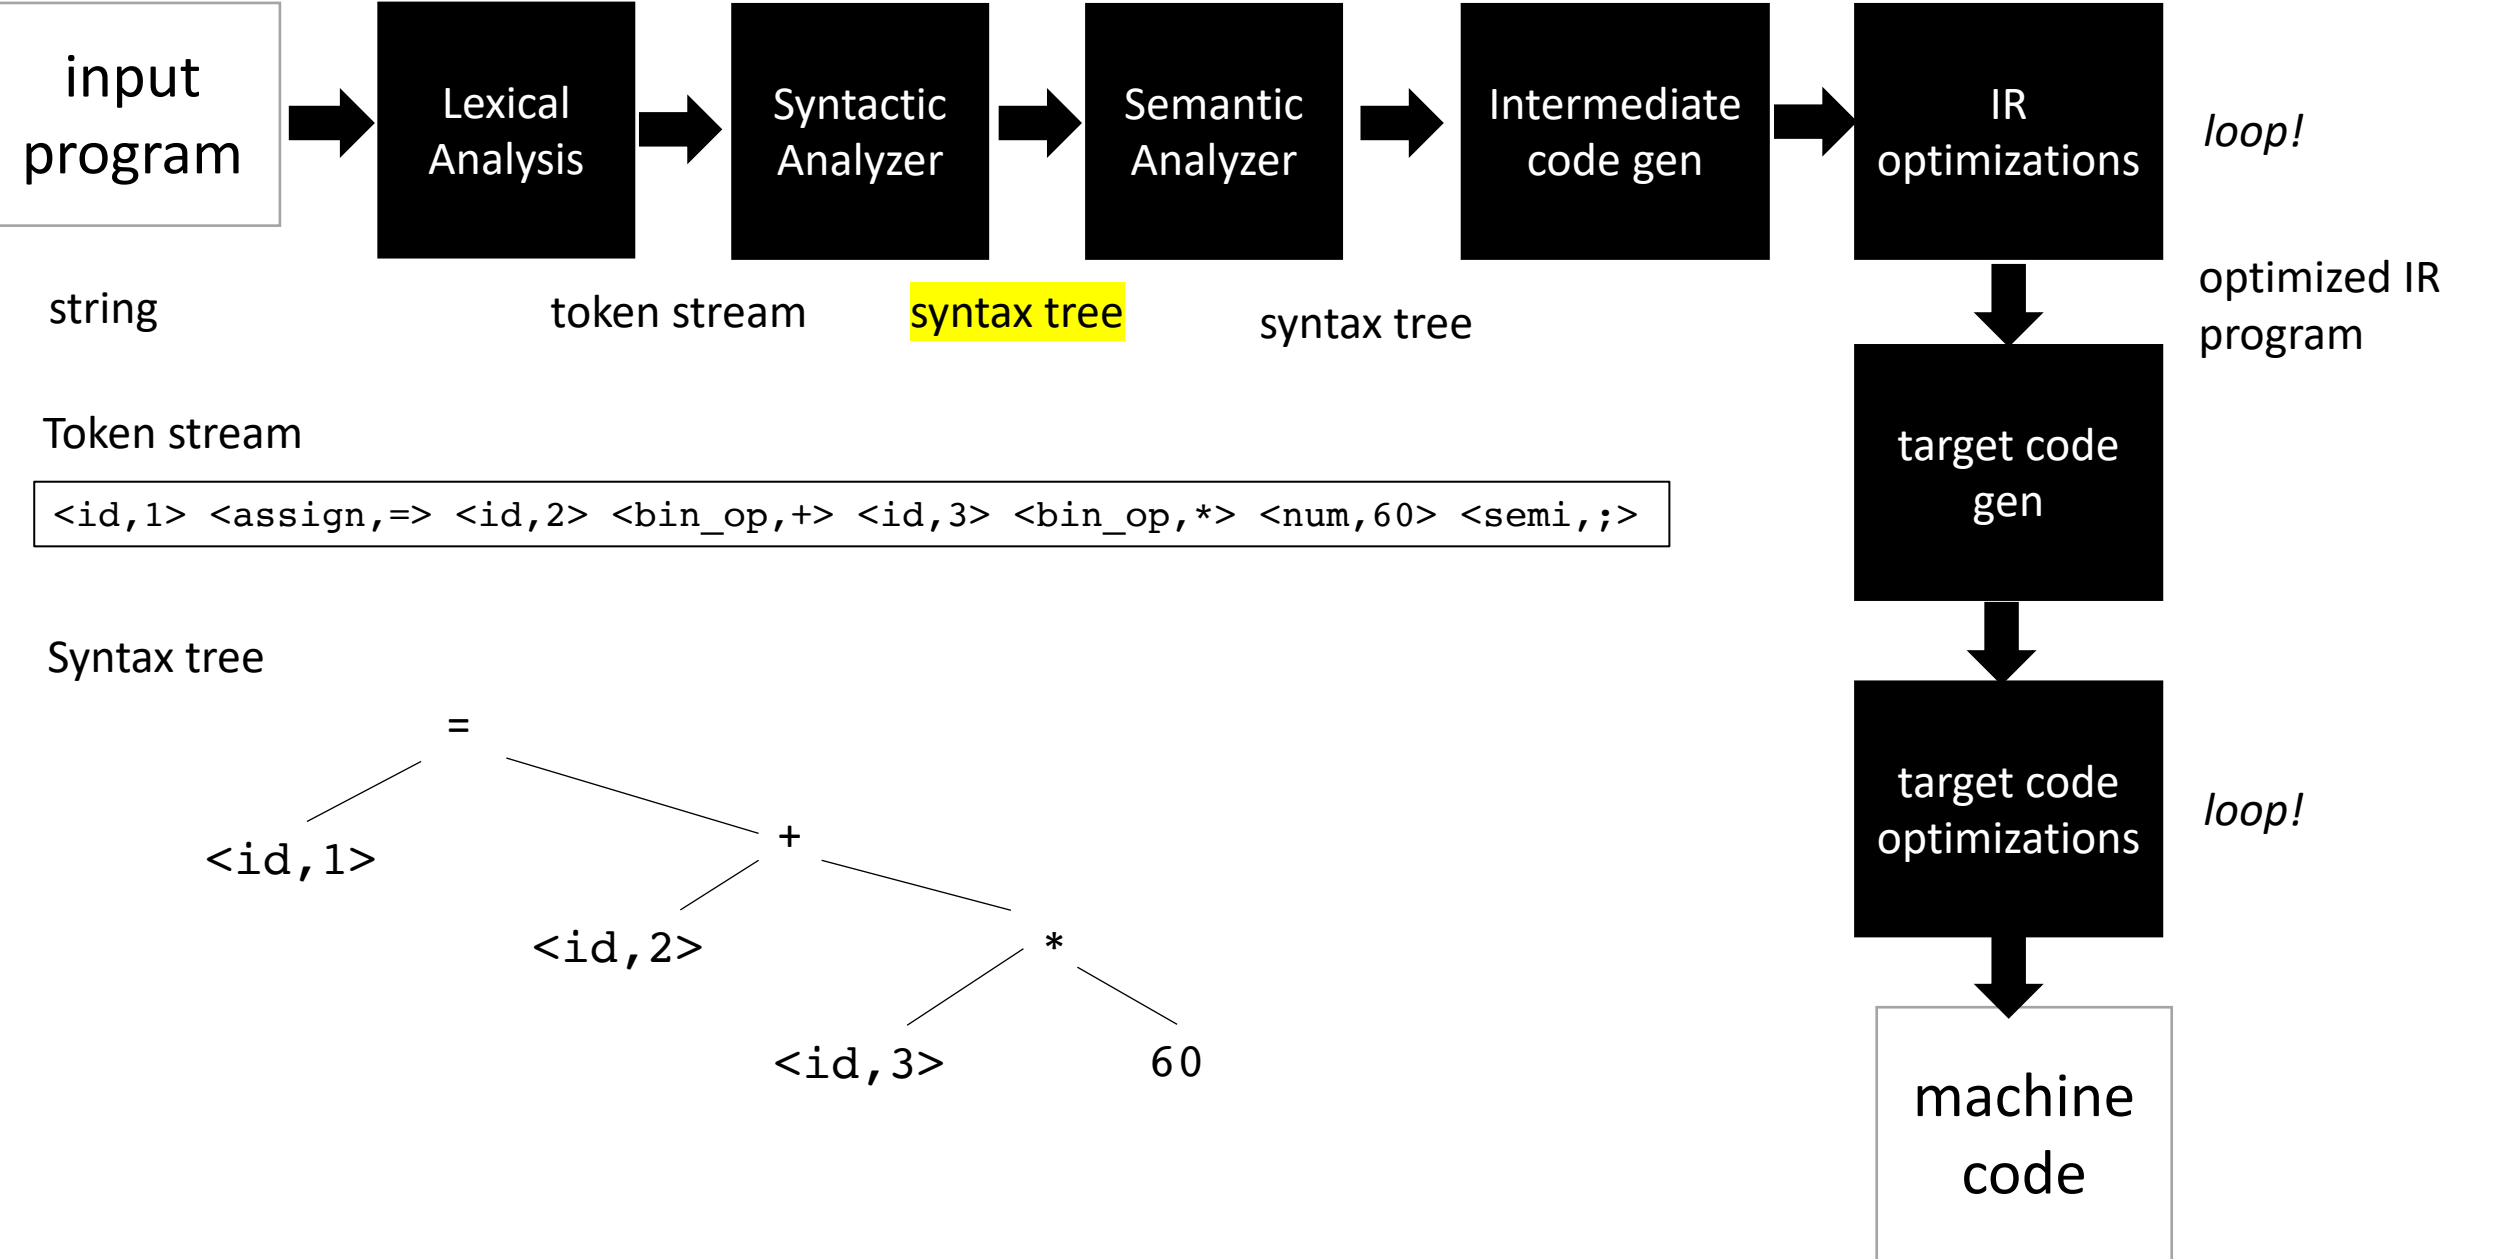 input
program
Lexical
Analysis
Syntactic
Analyzer
Semantic
Analyzer
Intermediate
code gen
IR
optimizations
loop!
string
token stream
syntax tree
syntax tree
optimized IR
program
Token stream
<id,1> <assign,=> <id,2> <bin_op,+> <id,3> <bin_op,*> <num,60> <semi,;>
target code
gen
Syntax tree
=
<id,1>
+
<id,2>
*
<id,3>
60
target code
optimizations
loop!
machine
code